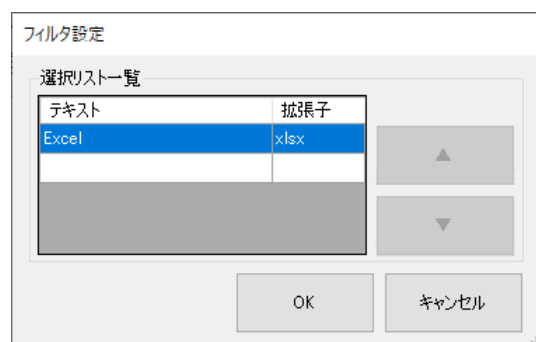 フィルタ設定
選択リスト一覧
テキスト 拡張子
Excel xlsx
▲
▼
OK キャンセル